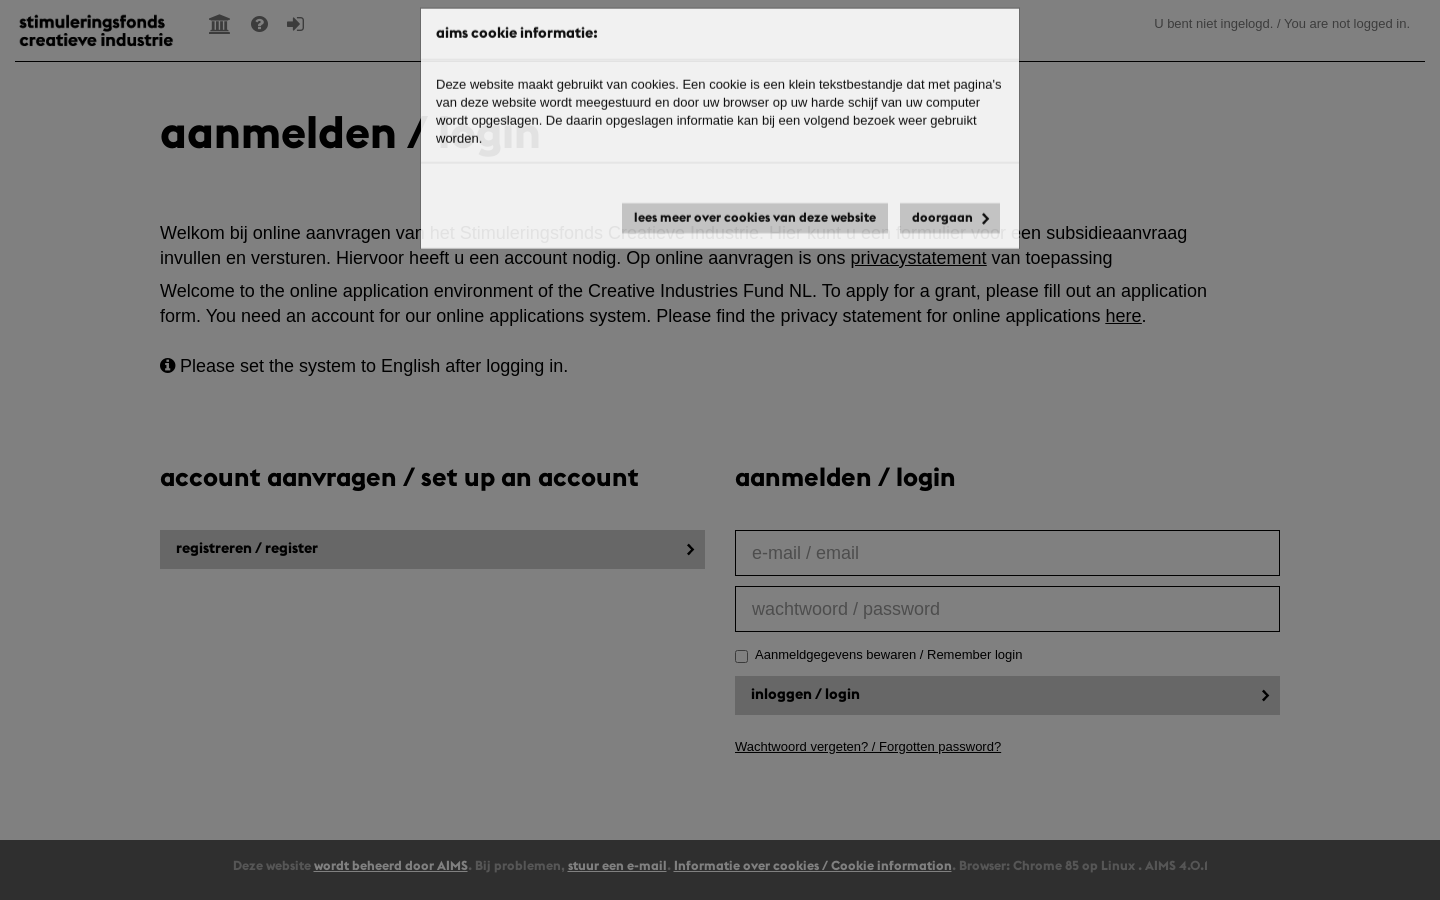 stimuleringsfonds
creatieve industrie
U bent niet ingelogd. / You are not logged in.
aims cookie informatie:
Deze website maakt gebruikt van cookies. Een cookie is een klein tekstbestandje dat met pagina's
van deze website wordt meegestuurd en door uw browser op uw harde schijf van uw computer
wordt opgeslagen. De daarin opgeslagen informatie kan bij een volgend bezoek weer gebruikt
worden.
lees meer over cookies van deze website
doorgaan
aanmelden / login
Welkom bij online aanvragen van het Stimuleringsfonds Creatieve Industrie. Hier kunt u een formulier voor een subsidieaanvraag
invullen en versturen. Hiervoor heeft u een account nodig. Op online aanvragen is ons privacystatement van toepassing
Welcome to the online application environment of the Creative Industries Fund NL. To apply for a grant, please fill out an application
form. You need an account for our online applications system. Please find the privacy statement for online applications here.
Please set the system to English after logging in.
account aanvragen / set up an account
registreren / register
aanmelden / login
e-mail / email
wachtwoord / password
Aanmeldgegevens bewaren / Remember login
inloggen / login
Wachtwoord vergeten? / Forgotten password?
Deze website wordt beheerd door AIMS. Bij problemen, stuur een e-mail. Informatie over cookies / Cookie information. Browser: Chrome 85 op Linux . AIMS 4.0.1